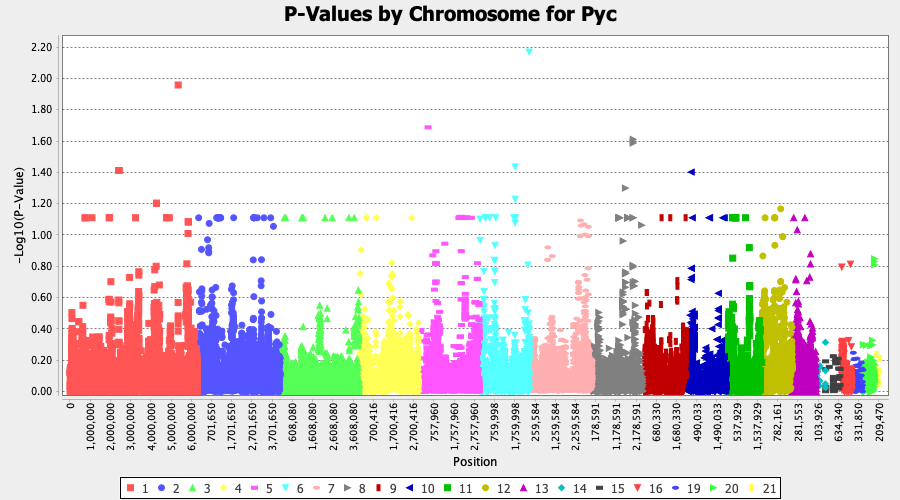 P-Values by Chromosome for Pyc
−Log10(P-Value)
2.20
2.00
1.80
1.60
1.40
1.20
1.00
0.80
0.60
0.40
0.20
0.00
0 1,000,000 2,000,000 3,000,000 4,000,000 5,000,000 6,000,000 701,650 1,701,650 2,701,650 3,701,650 608,080 1,608,080 2,608,080 3,608,080 700,416 1,700,416 2,700,416 757,960 1,757,960 2,757,960 759,998 1,759,998 259,584 1,259,584 2,259,584 178,591 1,178,591 2,178,591 680,330 1,680,330 490,033 1,490,033 537,929 1,537,929 782,161 281,553 103,926 634,340 331,850 209,470
Position
1 2 3 4 5 6 7 8 9 10 11 12 13 14 15 16 19 20 21